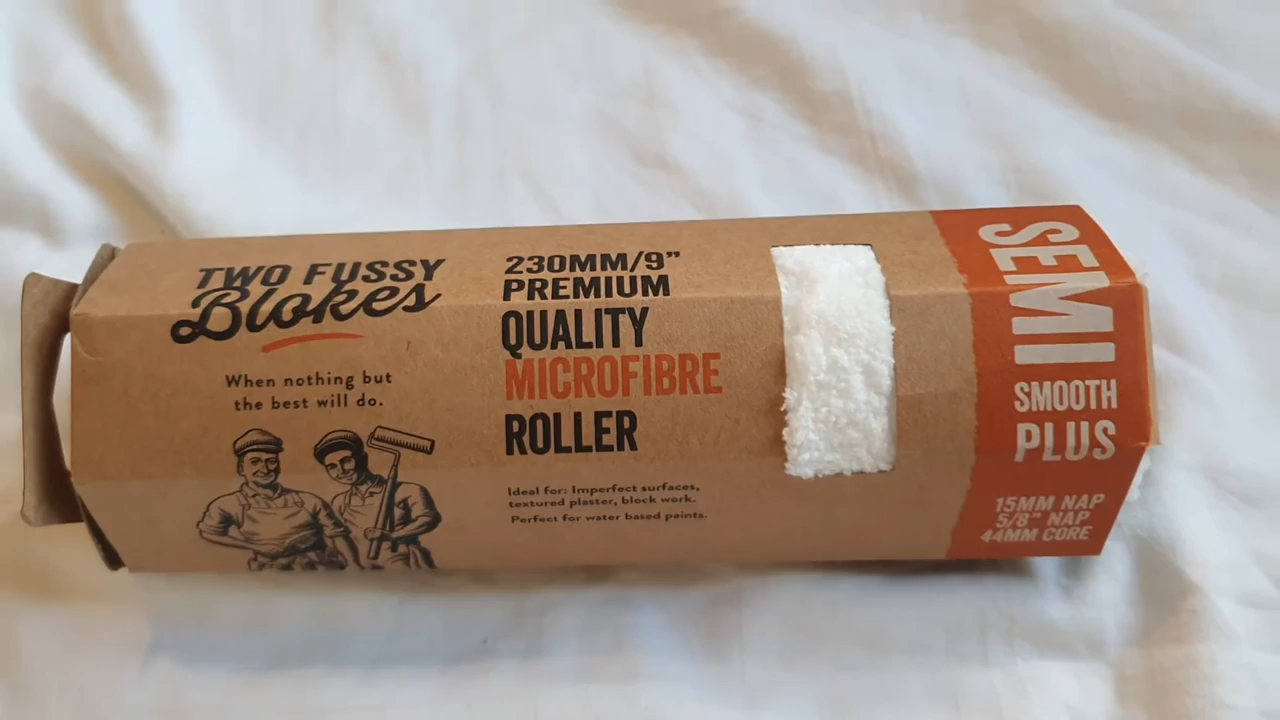 TWO FUSSY
Blokes
When nothing but
the best will do.
230MM/9"
PREMIUM
QUALITY
MICROFIBRE
ROLLER
Ideal for: Imperfect surfaces,
textured plaster, block work.
Perfect for water based paints.
SEMI
SMOOTH
PLUS
15MM NAP
5/8" NAP
44MM CORE